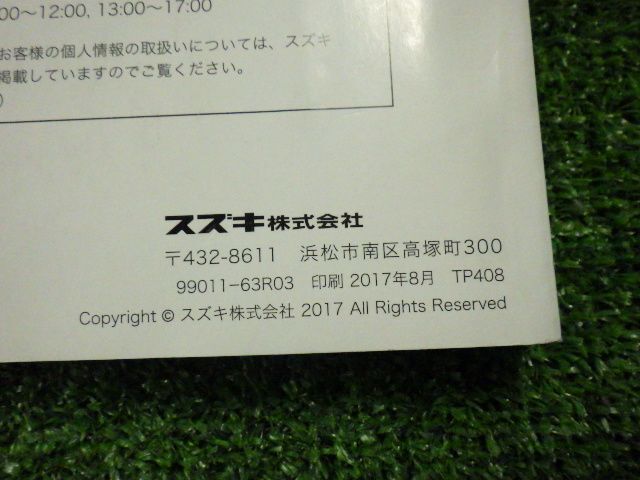 00～12:00, 13:00～17:00
お客様の個人情報の取扱いについては、スズキ
掲載していますのでご覧ください。
)
スズキ株式会社
〒432-8611 浜松市南区高塚町300
99011-63R03 印刷 2017年8月 TP408
Copyright © スズキ株式会社 2017 All Rights Reserved